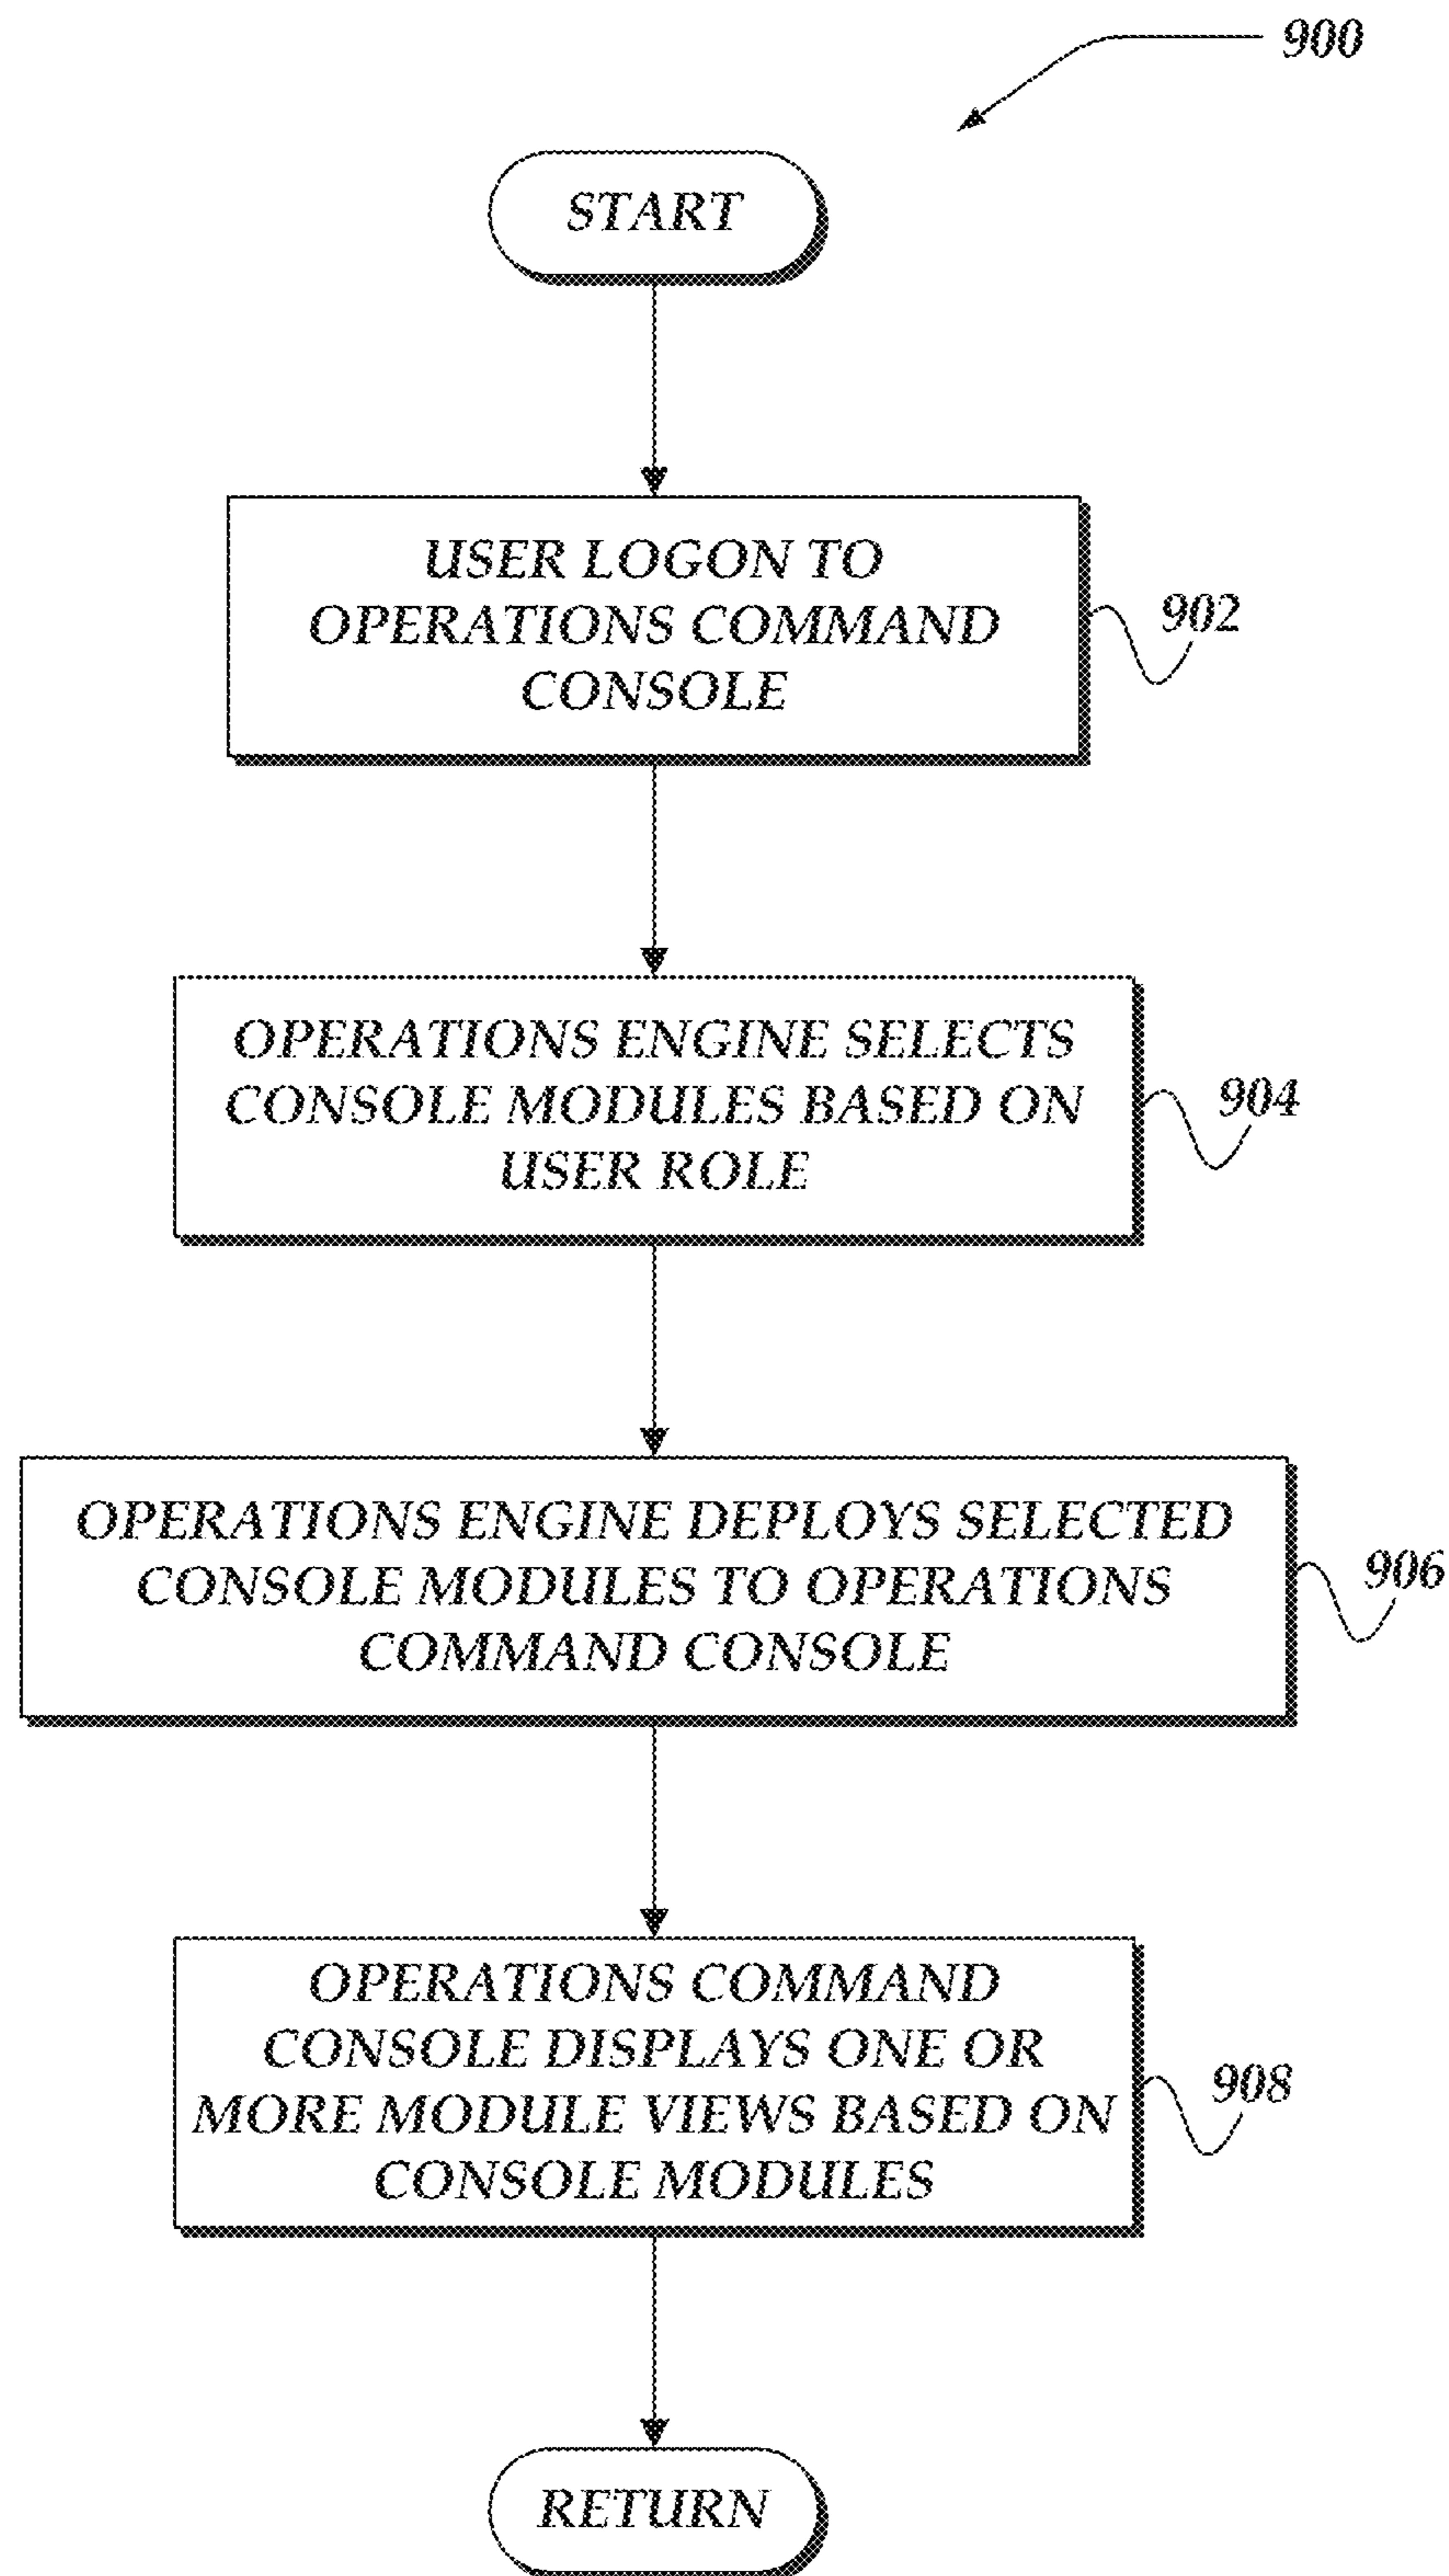 900
START
USER LOGON TO
OPERATIONS COMMAND
CONSOLE
902
OPERATIONS ENGINE SELECTS
CONSOLE MODULES BASED ON
USER ROLE
904
OPERATIONS ENGINE DEPLOYS SELECTED
CONSOLE MODULES TO OPERATIONS
COMMAND CONSOLE
906
OPERATIONS COMMAND
CONSOLE DISPLAYS ONE OR
MORE MODULE VIEWS BASED ON
CONSOLE MODULES
908
RETURN